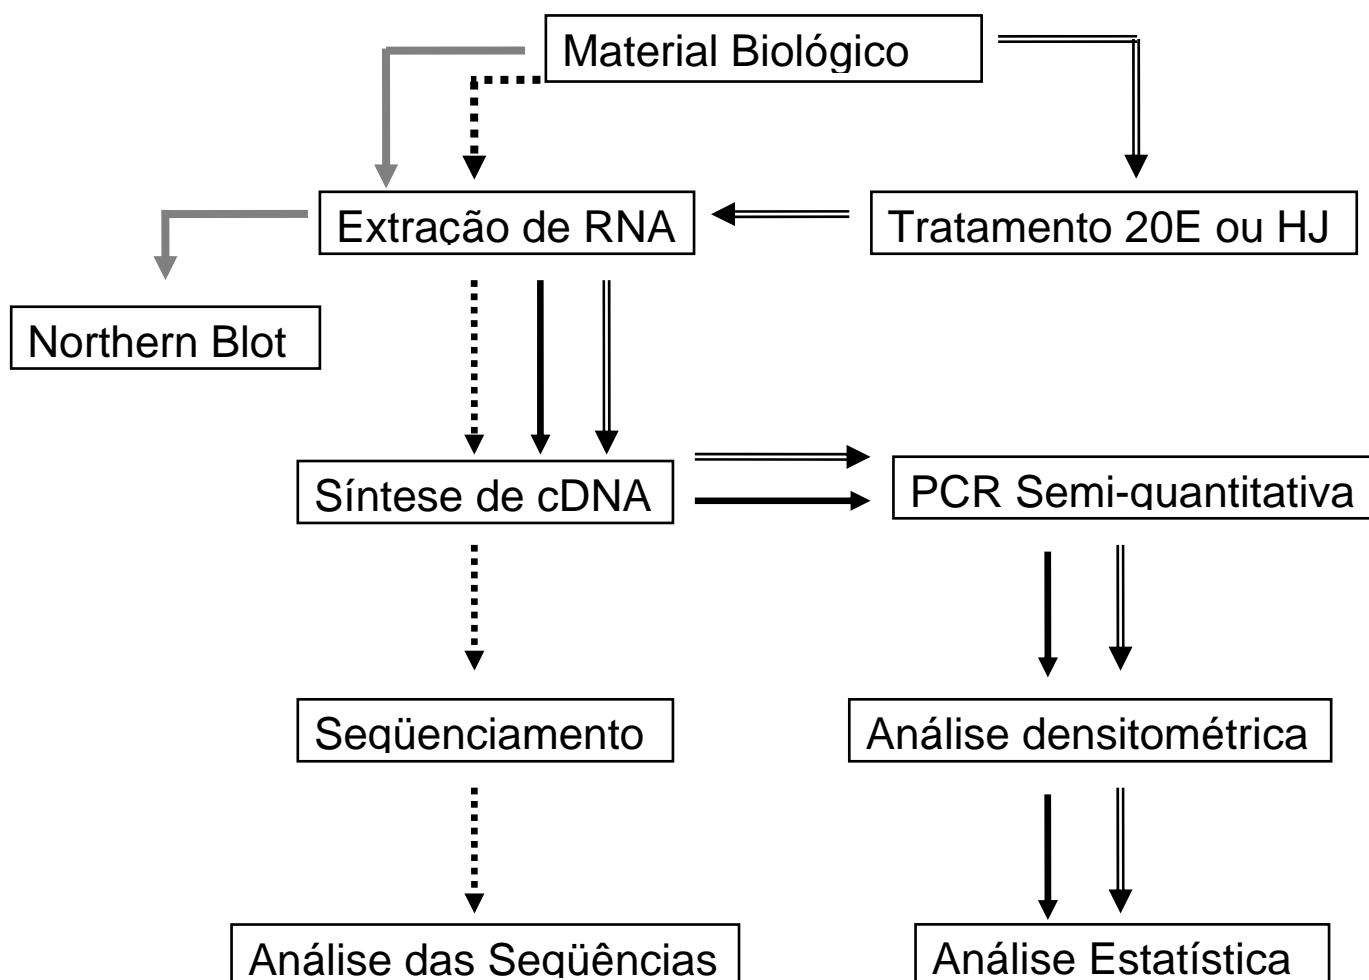 Material Biológico
Extração de RNA
Tratamento 20E ou HJ
Northern Blot
Síntese de cDNA
PCR Semi-quantitativa
Seqüenciamento
Análise densitométrica
Análise das Seqüências
Análise Estatística